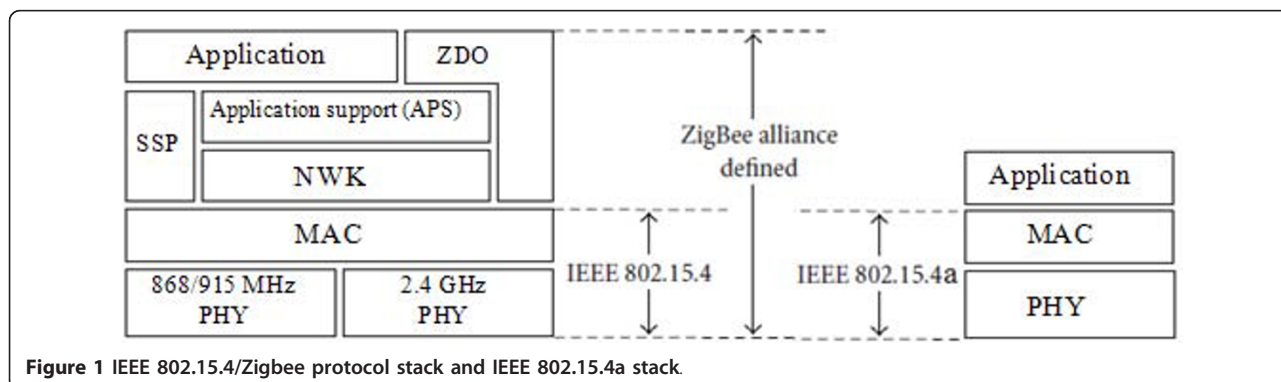 Application
ZDO
SSP
Application support (APS)
NWK
MAC
868/915 MHz
PHY
2.4 GHz
PHY
ZigBee alliance
defined
IEEE 802.15.4
IEEE 802.15.4a
Application
MAC
PHY
Figure 1 IEEE 802.15.4/Zigbee protocol stack and IEEE 802.15.4a stack.